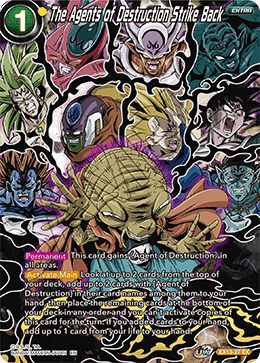 1
The Agents of Destruction Strike Back
EXTRA
Permanent This card gains {Agent of Destruction} in
all areas.
Activate:Main Look at up to 2 cards from the top of
your deck, add up to 2 cards with {Agent of
Destruction} in their card names among them to your
hand, then place the remaining cards at the bottom of
your deck in any order, and you can't activate copies of
this card for the turn. If you added cards to your hand,
add up to 1 card from your life to your hand.
EX13-27 EX